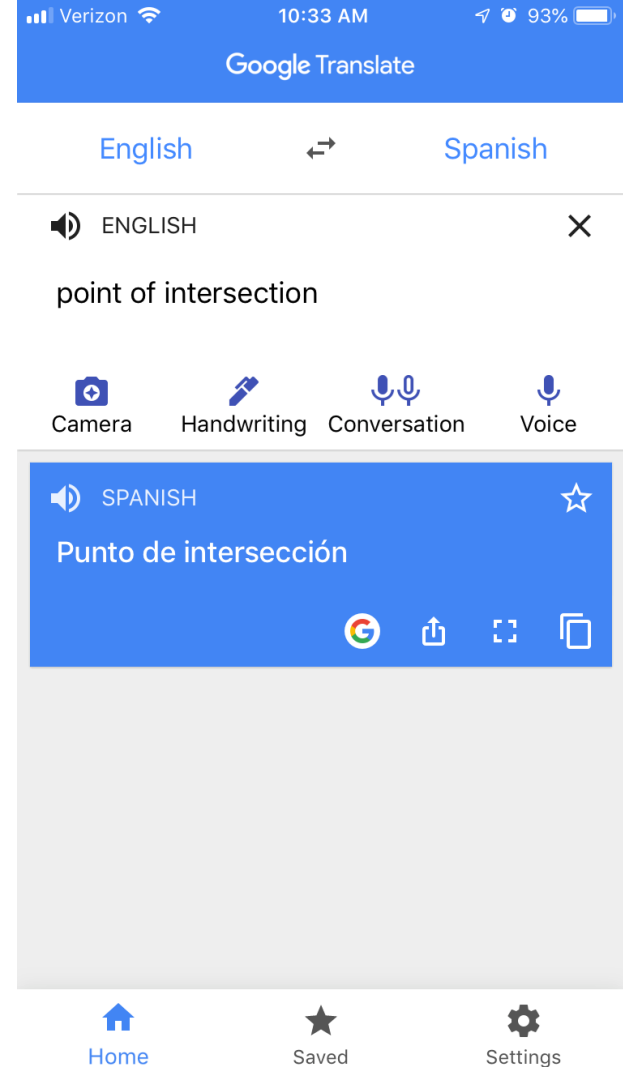 Verizon 10:33 AM 93%
Google Translate
English Spanish
ENGLISH
point of intersection
Camera Handwriting Conversation Voice
SPANISH
Punto de intersección
G
Home Saved Settings